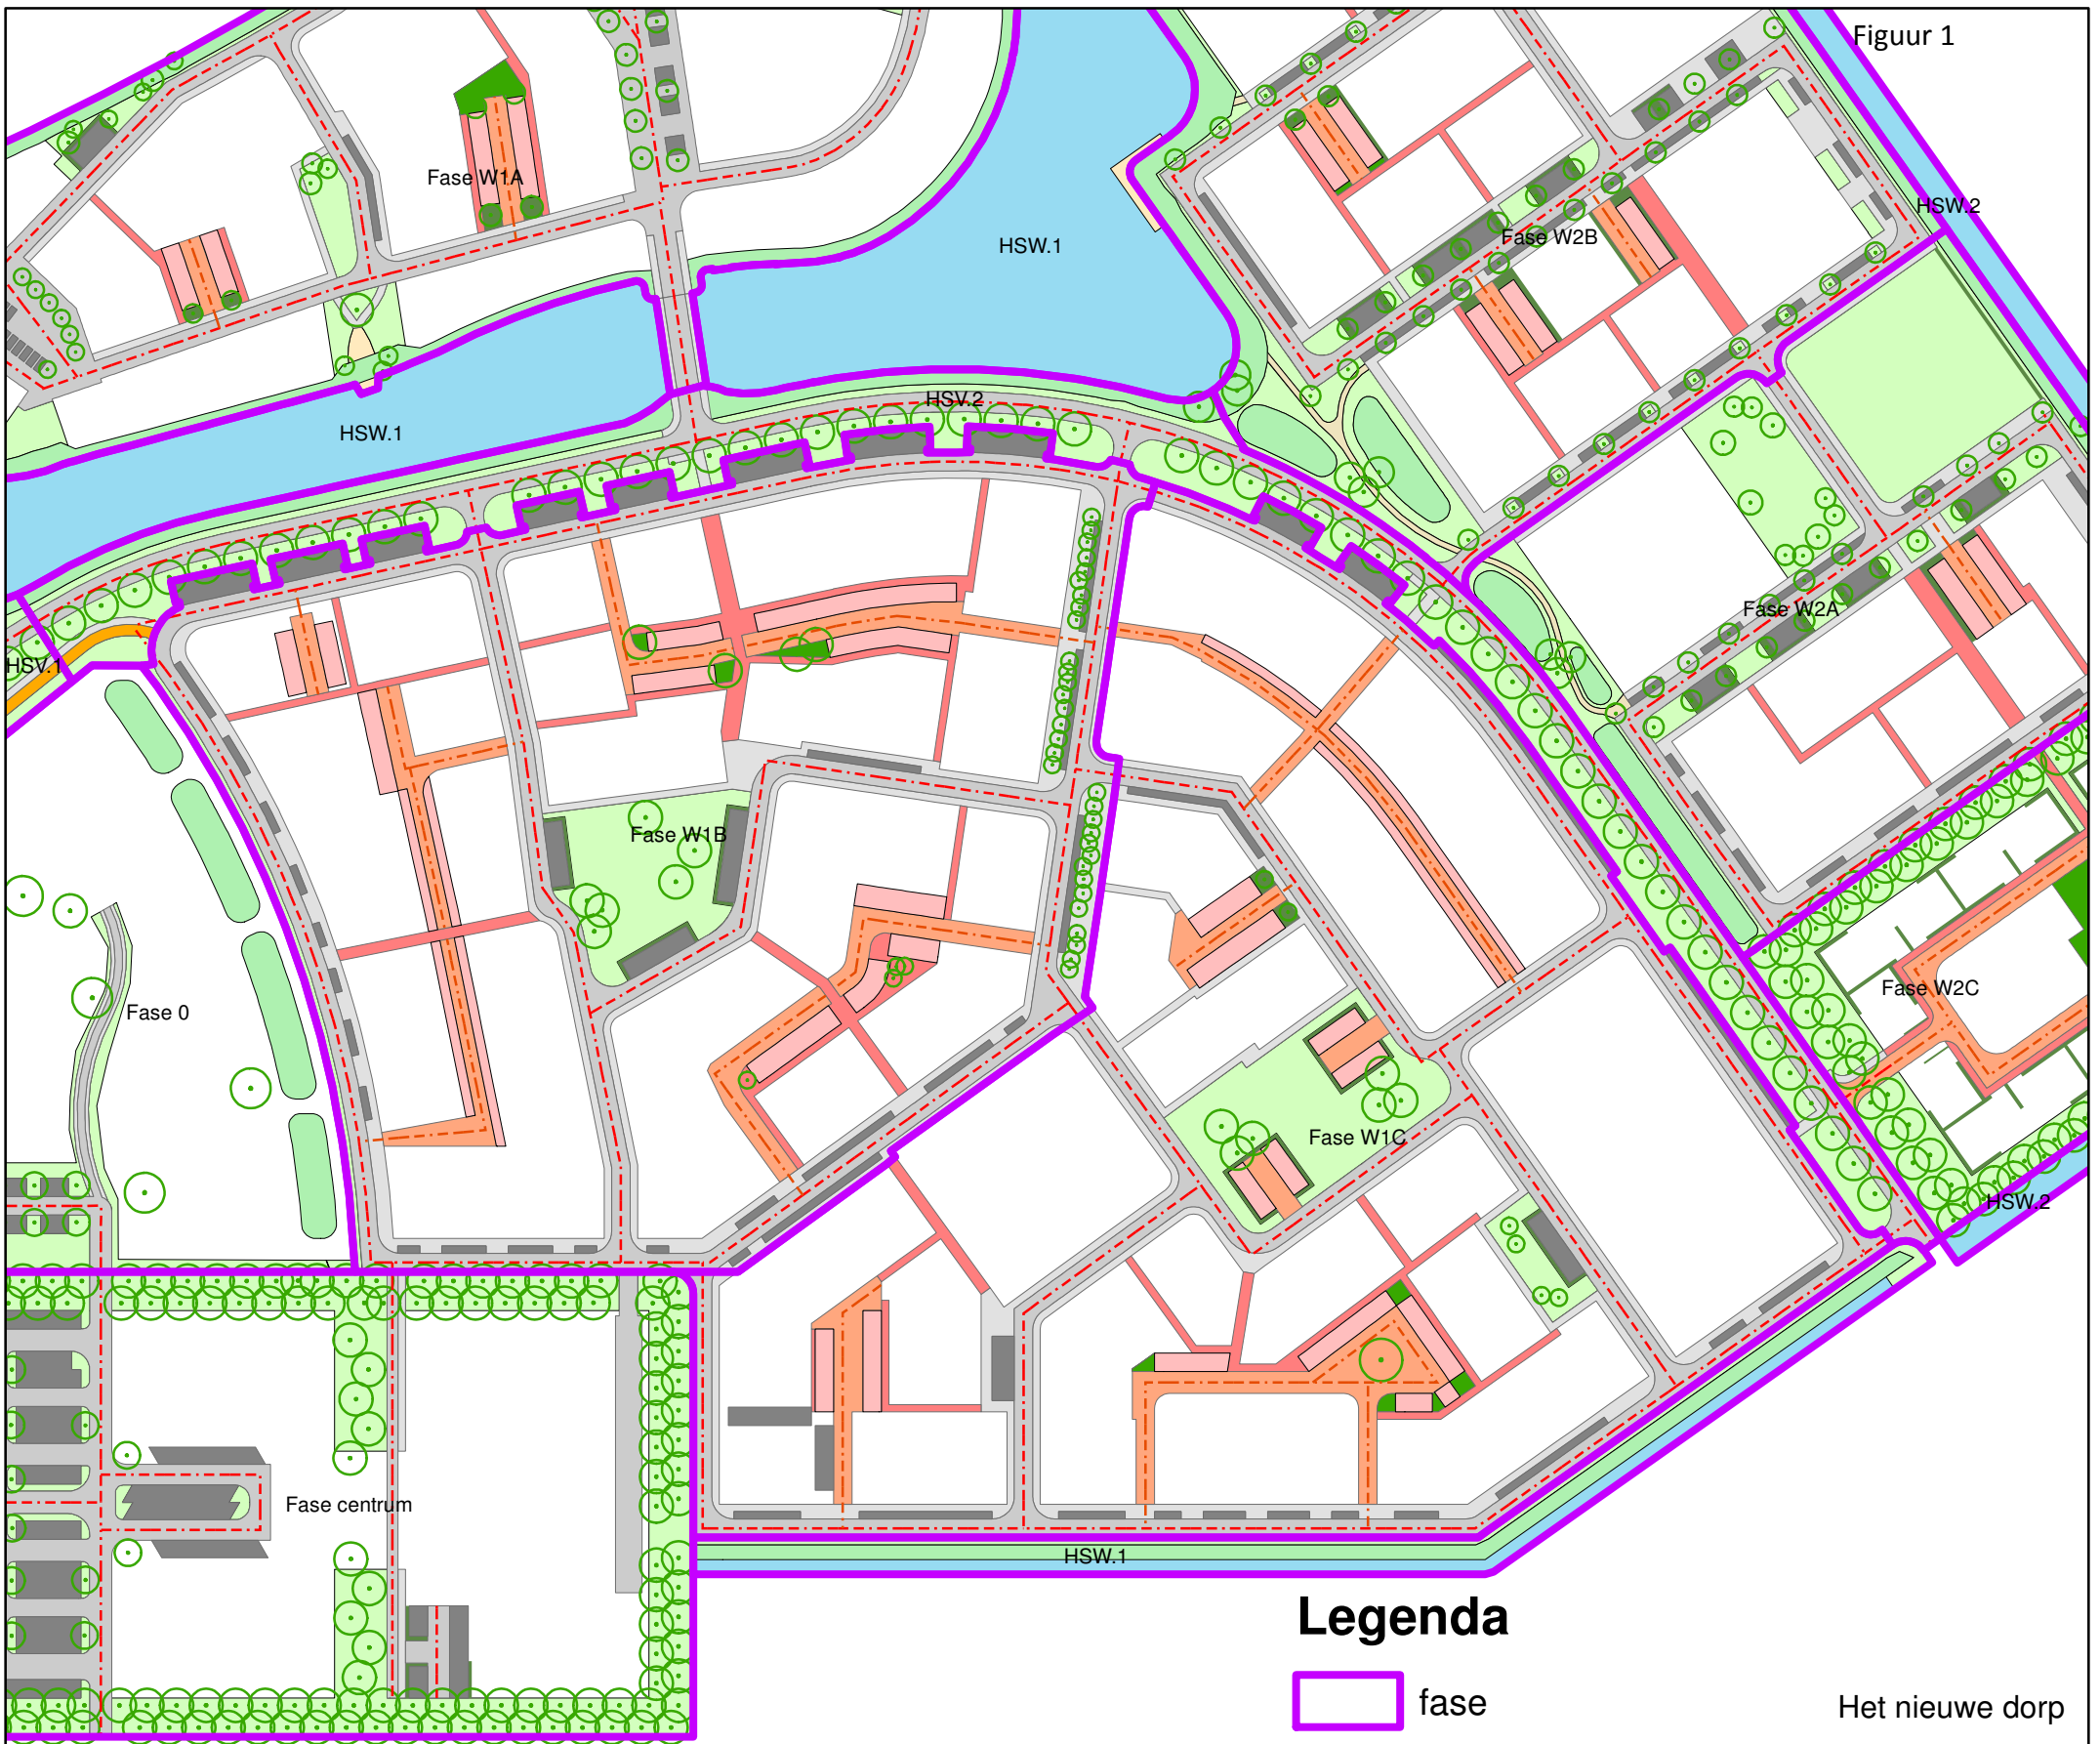 Figuur 1
Fase W1A
HSW.2
Fase W2B
HSW.1
HSV.2
HSW.1
Fase W2A
HSV.1
Fase W1B
Fase W2C
Fase 0
Fase W1C
HSW.2
Fase centrum
HSW.1
Legenda
fase
Het nieuwe dorp